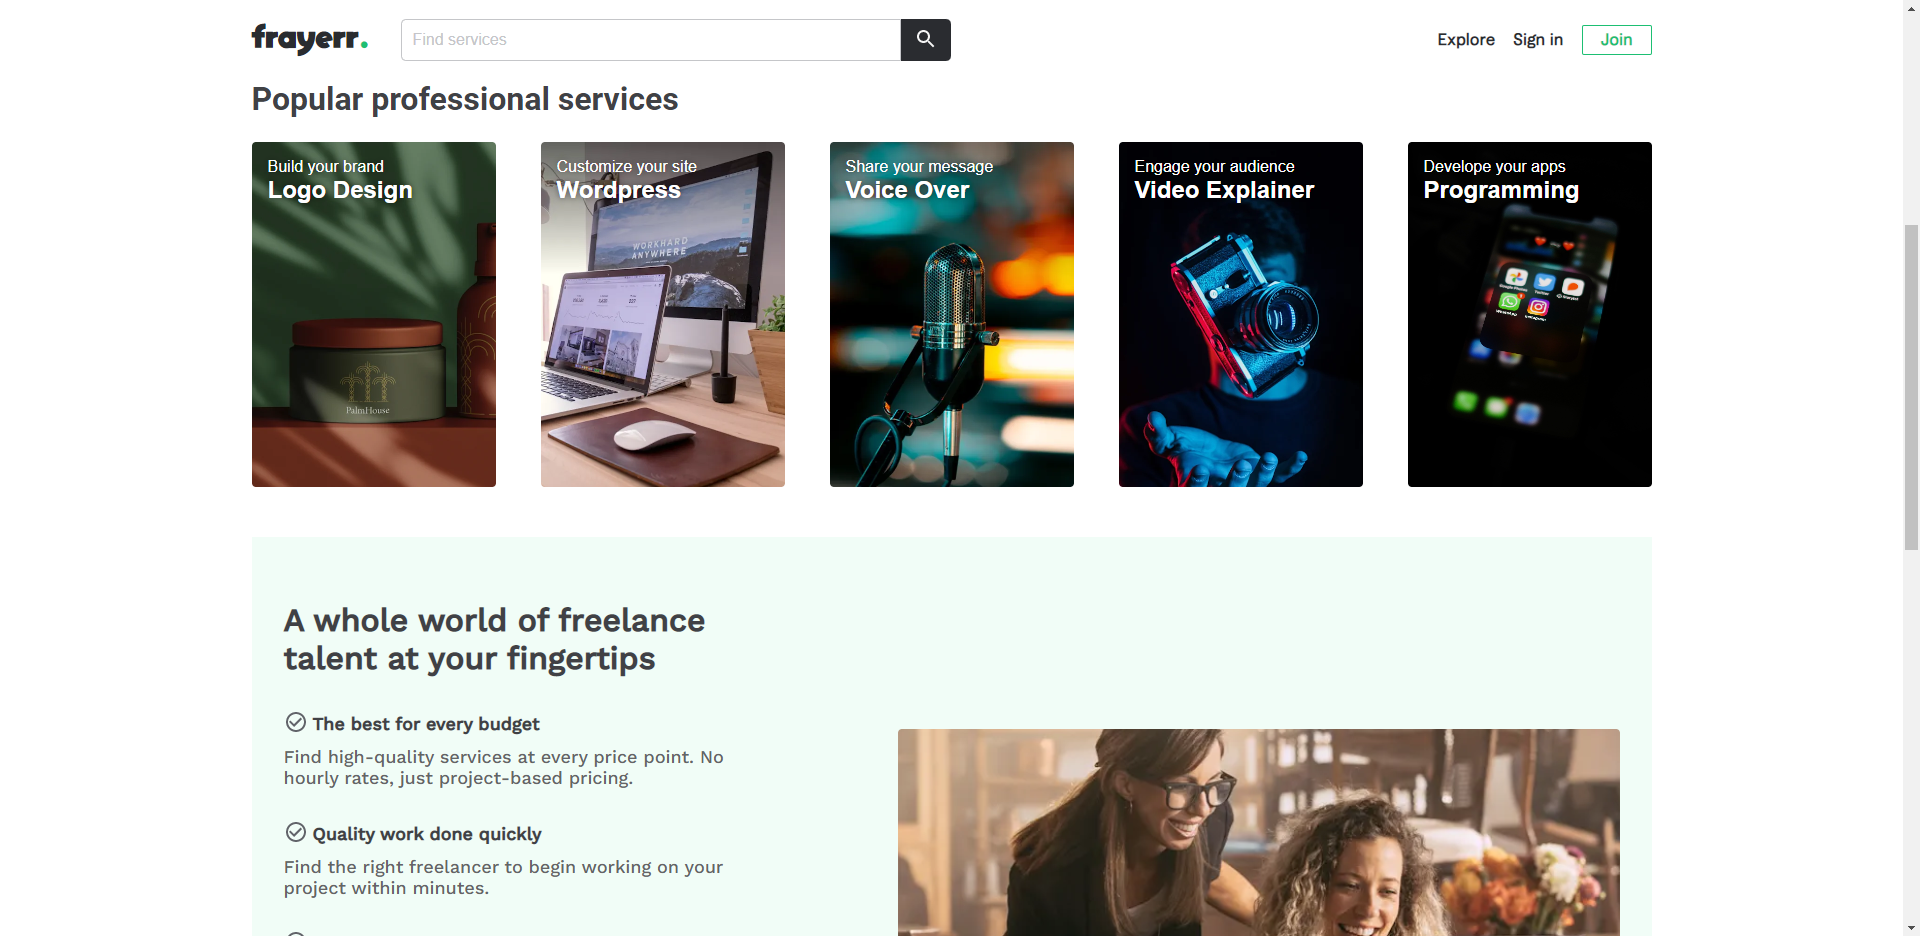 frayerr.
Find services
Explore
Sign in
Join
Popular professional services
Build your brand
Logo Design
PalmHouse
Customize your site
Wordpress
WORKHARD
ANYWHERE
Share your message
Voice Over
Engage your audience
Video Explainer
Develope your apps
Programming
A whole world of freelance
talent at your fingertips
The best for every budget
Find high-quality services at every price point. No
hourly rates, just project-based pricing.
Quality work done quickly
Find the right freelancer to begin working on your
project within minutes.